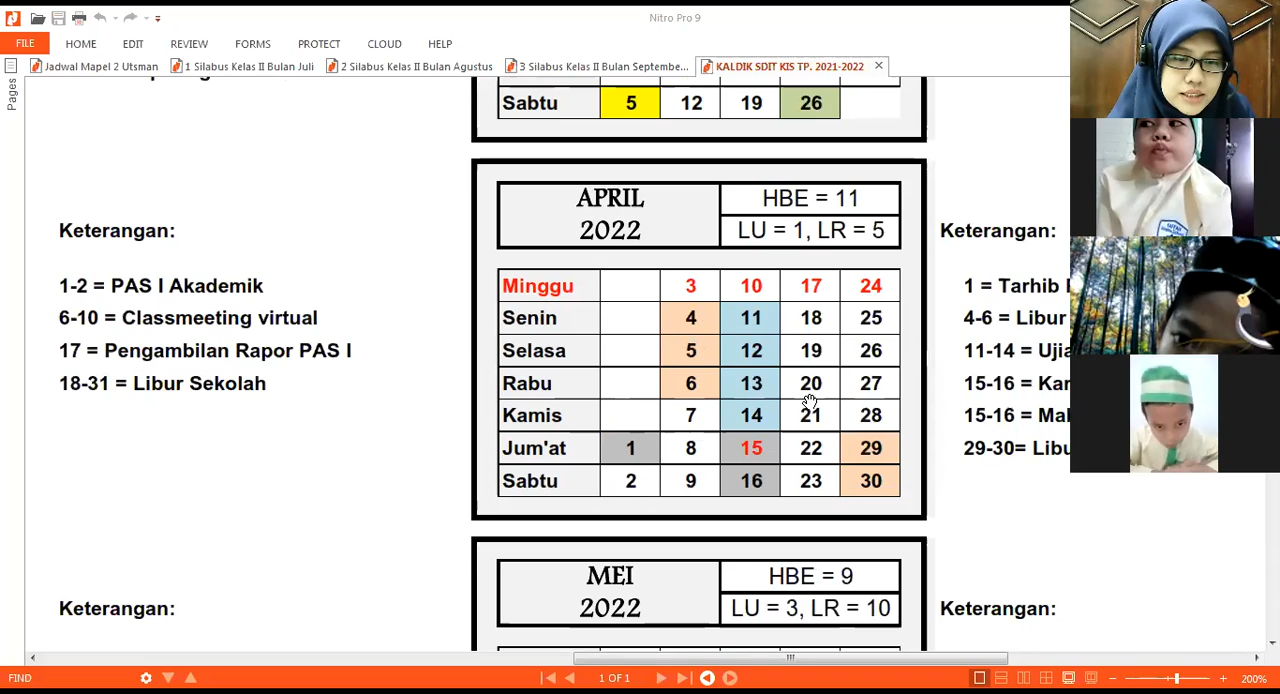 Nitro Pro 9
FILE HOME EDIT REVIEW FORMS PROTECT CLOUD HELP
Jadwal Mapel 2 Utsman 1 Silabus Kelas II Bulan Juli 2 Silabus Kelas II Bulan Agustus 3 Silabus Kelas II Bulan Septembe... KALDIK SDIT KIS TP. 2021-2022
Pages
Sabtu 5 12 19 26
Keterangan:
1-2 = PAS I Akademik
6-10 = Classmeeting virtual
17 = Pengambilan Rapor PAS I
18-31 = Libur Sekolah
APRIL
2022
HBE = 11
LU = 1, LR = 5
Minggu 3 10 17 24
Senin 4 11 18 25
Selasa 5 12 19 26
Rabu 6 13 20 27
Kamis 7 14 21 28
Jum'at 1 8 15 22 29
Sabtu 2 9 16 23 30
Keterangan:
1 = Tarhib
4-6 = Libur
11-14 = Ujia
15-16 = Kar
15-16 = Mal
29-30= Libu
Keterangan:
MEI
2022
HBE = 9
LU = 3, LR = 10
Keterangan:
FIND 1 OF 1 200%